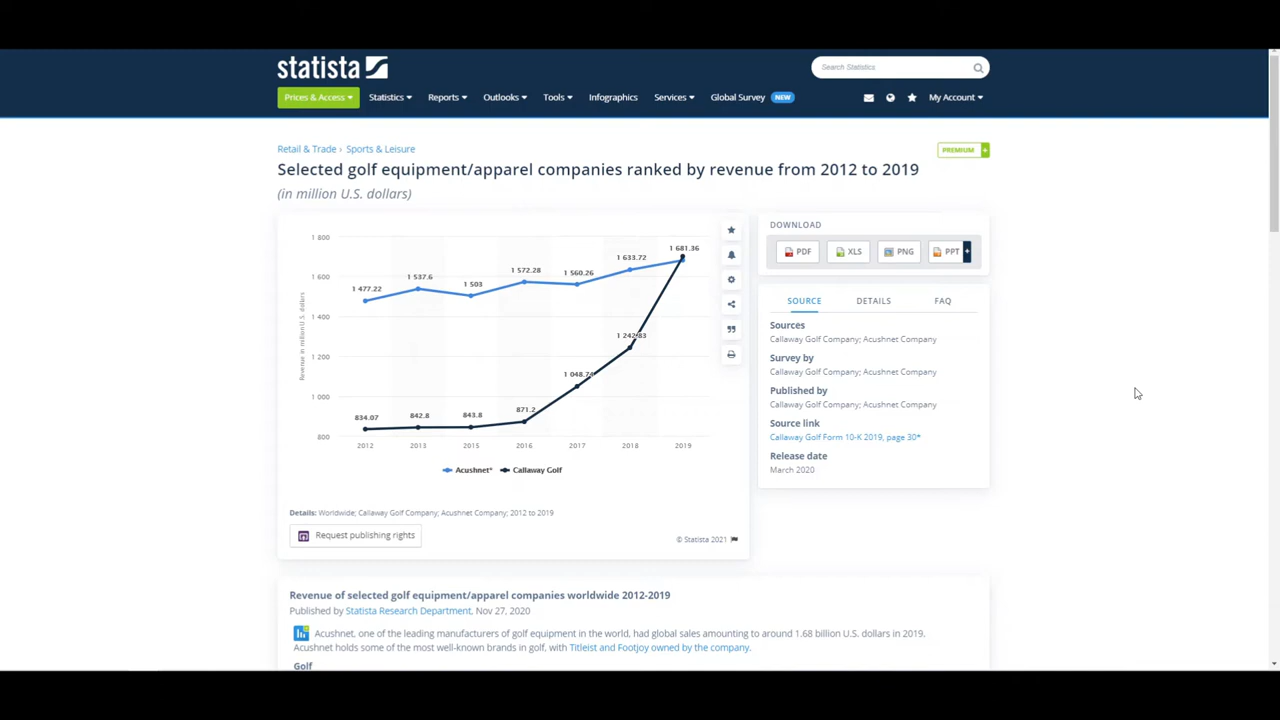 statista
Search Statistics
Prices & Access
Statistics
Reports
Outlooks
Tools
Infographics
Services
Global Survey
NEW
My Account
Retail & Trade › Sports & Leisure
PREMIUM +
Selected golf equipment/apparel companies ranked by revenue from 2012 to 2019
(in million U.S. dollars)
Revenue in million U.S. dollars
1 800
1 600
1 400
1 200
1 000
800
1 477.22
1 537.6
1 503
1 572.28
1 560.26
1 633.72
1 681.36
834.07
842.8
843.8
871.2
1 048.74
1 242.83
2012
2013
2015
2016
2017
2018
2019
Acushnet*
Callaway Golf
Details: Worldwide; Callaway Golf Company; Acushnet Company; 2012 to 2019
Request publishing rights
© Statista 2021
DOWNLOAD
PDF
XLS
PNG
PPT
+
SOURCE
DETAILS
FAQ
Sources
Callaway Golf Company; Acushnet Company
Survey by
Callaway Golf Company; Acushnet Company
Published by
Callaway Golf Company; Acushnet Company
Source link
Callaway Golf Form 10-K 2019, page 30*
Release date
March 2020
Revenue of selected golf equipment/apparel companies worldwide 2012-2019
Published by Statista Research Department, Nov 27, 2020
Acushnet, one of the leading manufacturers of golf equipment in the world, had global sales amounting to around 1.68 billion U.S. dollars in 2019.
Acushnet holds some of the most well-known brands in golf, with Titleist and Footjoy owned by the company.
Golf